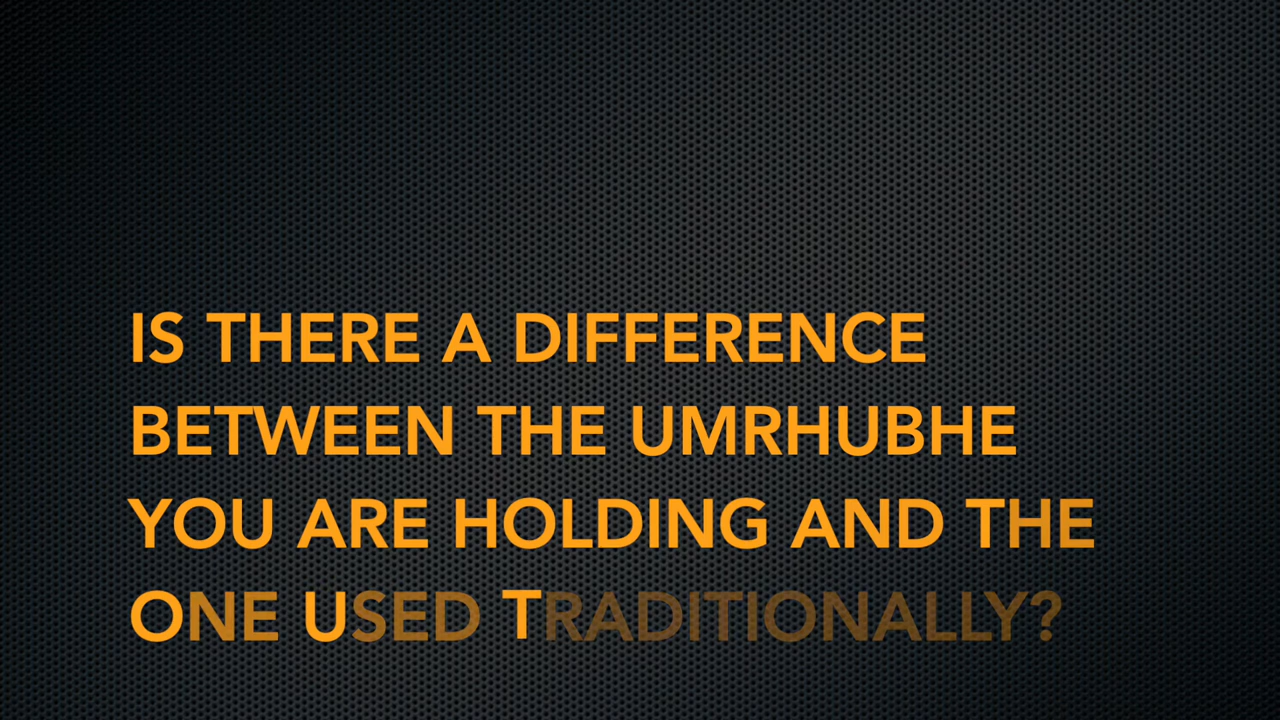 IS THERE A DIFFERENCE
BETWEEN THE UMRHUBHE
YOU ARE HOLDING AND THE
ONE USED TRADITIONALLY?